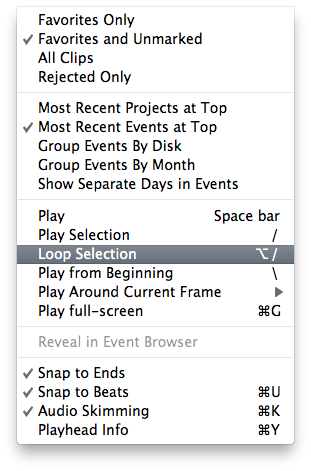 Favorites Only
✓ Favorites and Unmarked
All Clips
Rejected Only
Most Recent Projects at Top
✓ Most Recent Events at Top
Group Events By Disk
Group Events By Month
Show Separate Days in Events
Play Space bar
Play Selection /
Loop Selection ⌥ /
Play from Beginning \
Play Around Current Frame ▶
Play full-screen ⌘G
Reveal in Event Browser
✓ Snap to Ends
✓ Snap to Beats ⌘U
✓ Audio Skimming ⌘K
Playhead Info ⌘Y